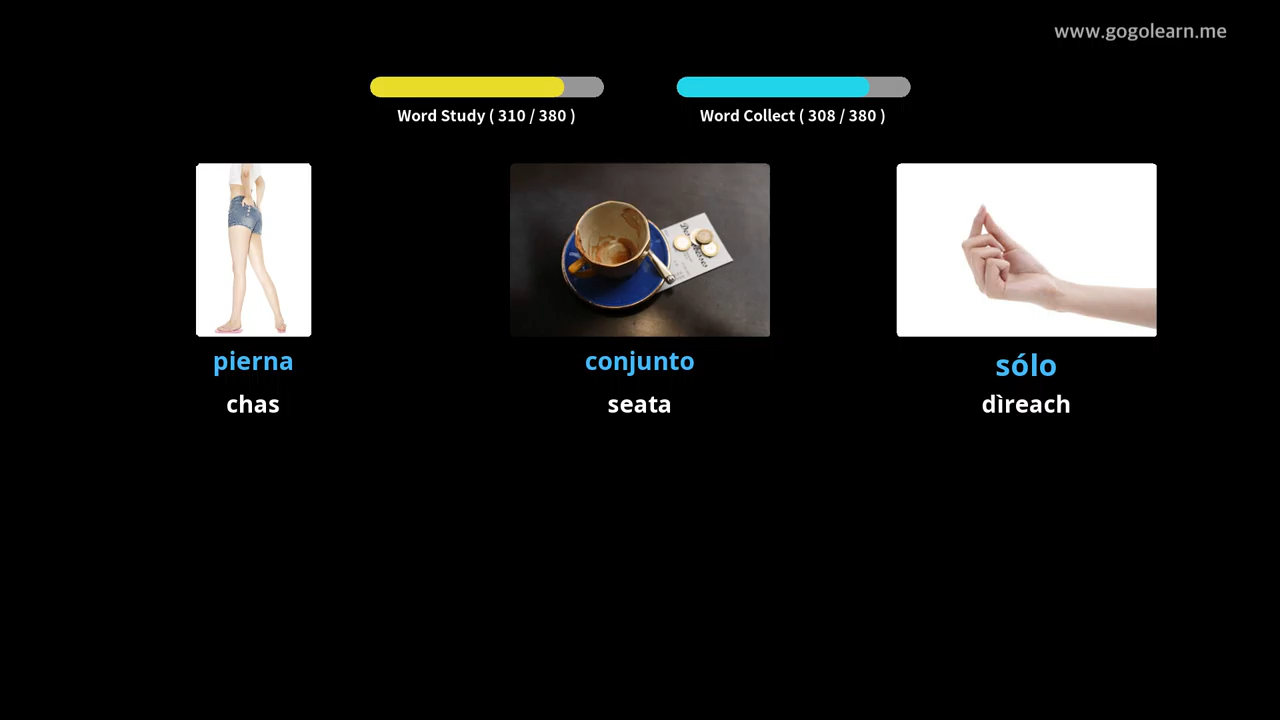 www.gogolearn.me
Word Study ( 310 / 380 )
Word Collect ( 308 / 380 )
pierna
conjunto
sólo
chas
seata
dìreach